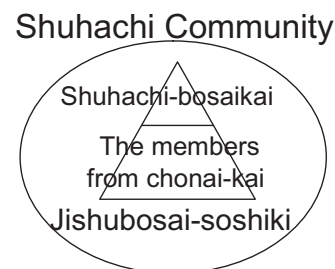 Shuhachi Community
Shuhachi-bosaikai
The members
from chonai-kai
Jishubosai-soshiki